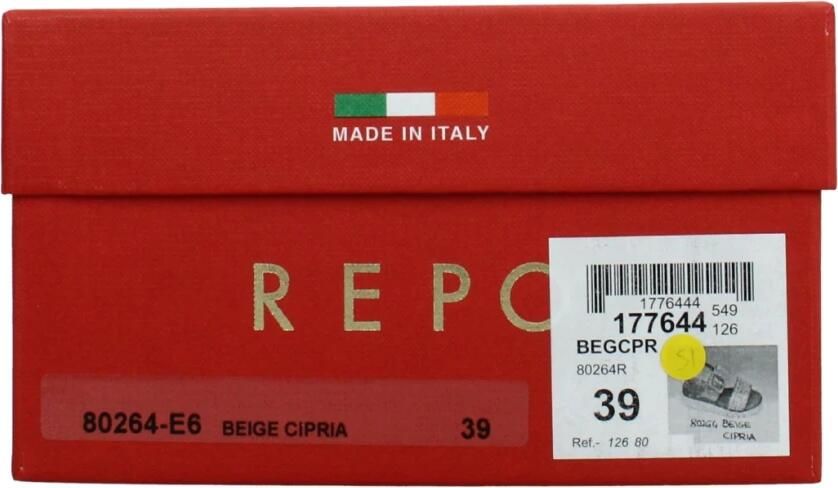 MADE IN ITALY
REPO
80264-E6 BEIGE CiPRIA 39
1776444
177644 549
126
BEGCPR
51
80264R
39
80264 BEIGE
CIPRIA
Ref.- 126 80